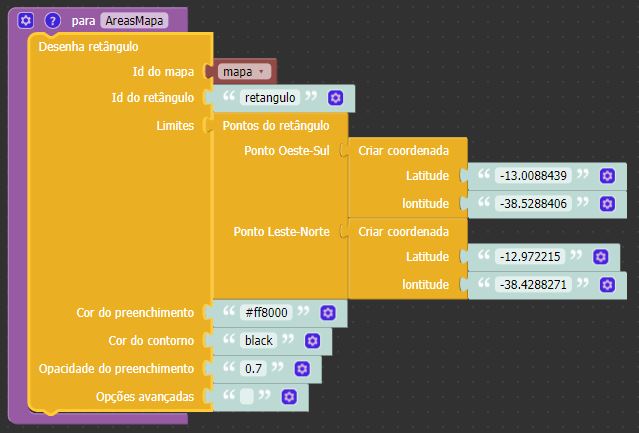 ? para AreasMapa
Desenha retângulo
Id do mapa mapa
Id do retângulo “ retangulo ”
Limites Pontos do retângulo
Ponto Oeste-Sul Criar coordenada
Latitude “ -13.0088439 ”
lontitude “ -38.5288406 ”
Ponto Leste-Norte Criar coordenada
Latitude “ -12.972215 ”
lontitude “ -38.4288271 ”
Cor do preenchimento “ #ff8000 ”
Cor do contorno “ black ”
Opacidade do preenchimento “ 0.7 ”
Opções avançadas “ ”